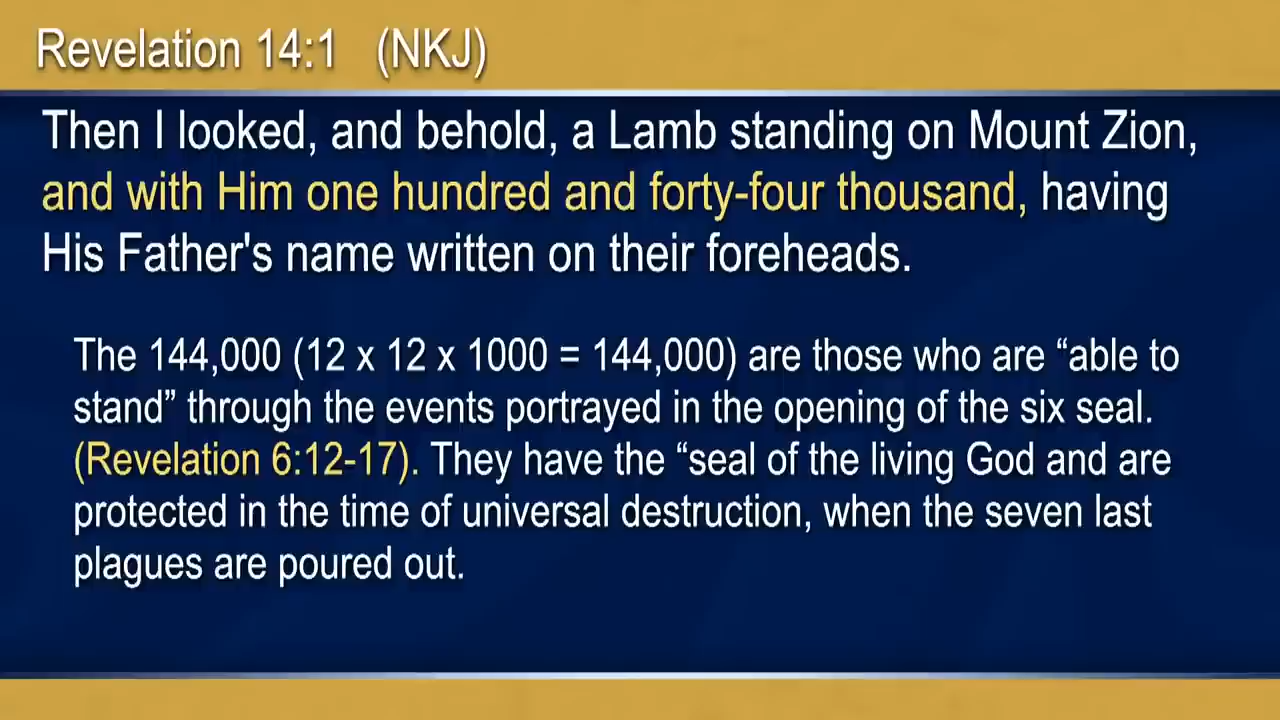 Revelation 14:1 (NKJ)
Then I looked, and behold, a Lamb standing on Mount Zion,
and with Him one hundred and forty-four thousand, having
His Father's name written on their foreheads.
The 144,000 (12 x 12 x 1000 = 144,000) are those who are “able to
stand” through the events portrayed in the opening of the six seal.
(Revelation 6:12-17). They have the “seal of the living God and are
protected in the time of universal destruction, when the seven last
plagues are poured out.